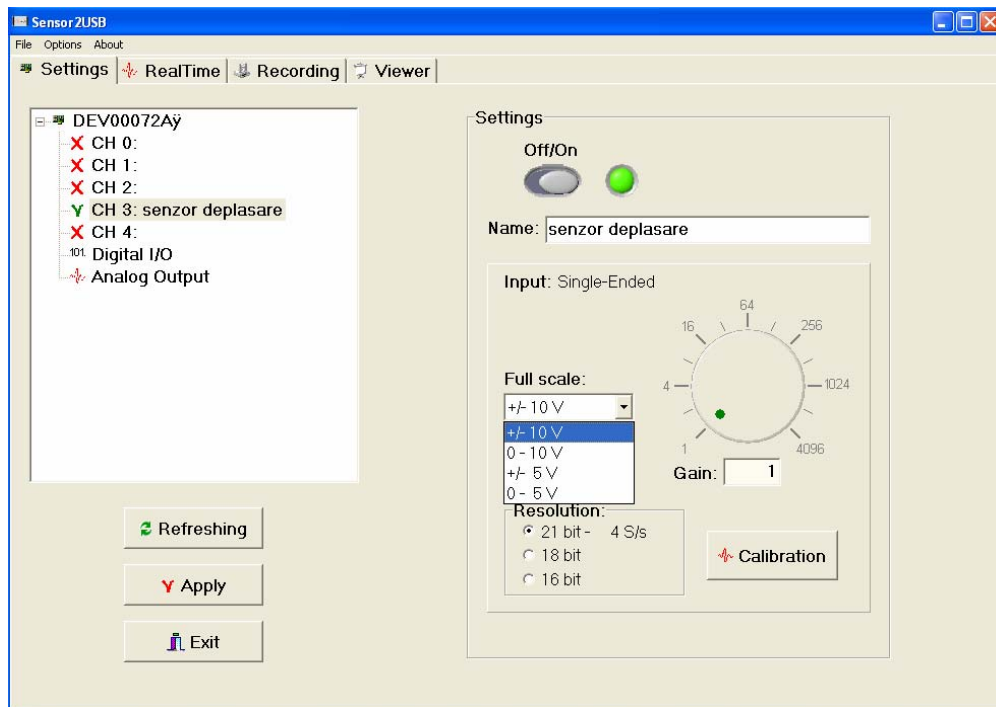 Sensor2USB
File Options About
Settings RealTime Recording Viewer
DEV00072Aÿ
CH 0:
CH 1:
CH 2:
CH 3: senzor deplasare
CH 4:
101. Digital I/O
Analog Output
Refreshing
Apply
Exit
Settings
Off/On
Name: senzor deplasare
Input: Single-Ended
Full scale:
+/- 10 V
+/- 10 V
0 - 10 V
+/- 5 V
0 - 5 V
1 4 16 64 256 1024 4096
Gain: 1
Resolution:
21 bit - 4 S/s
18 bit
16 bit
Calibration